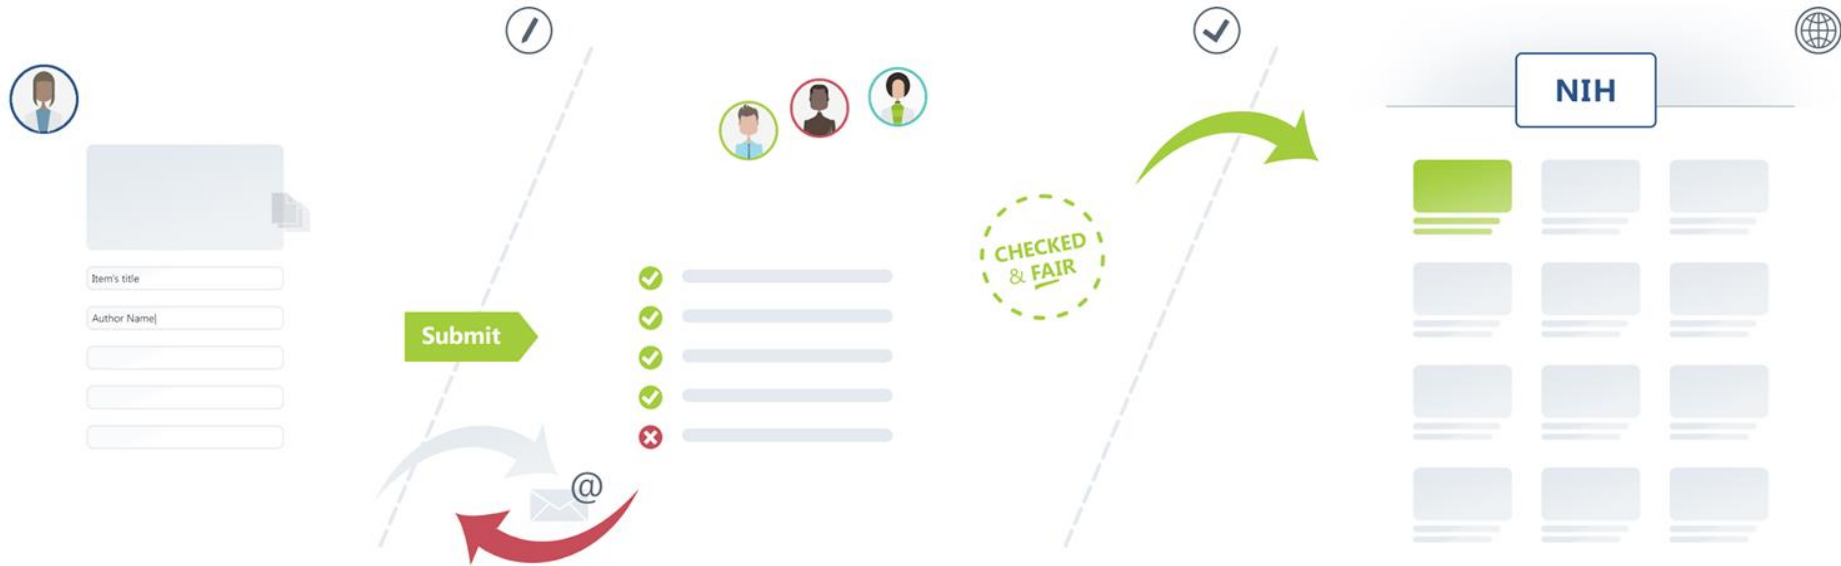 Item's title
Author Name
Submit
@
CHECKED
& FAIR
NIH